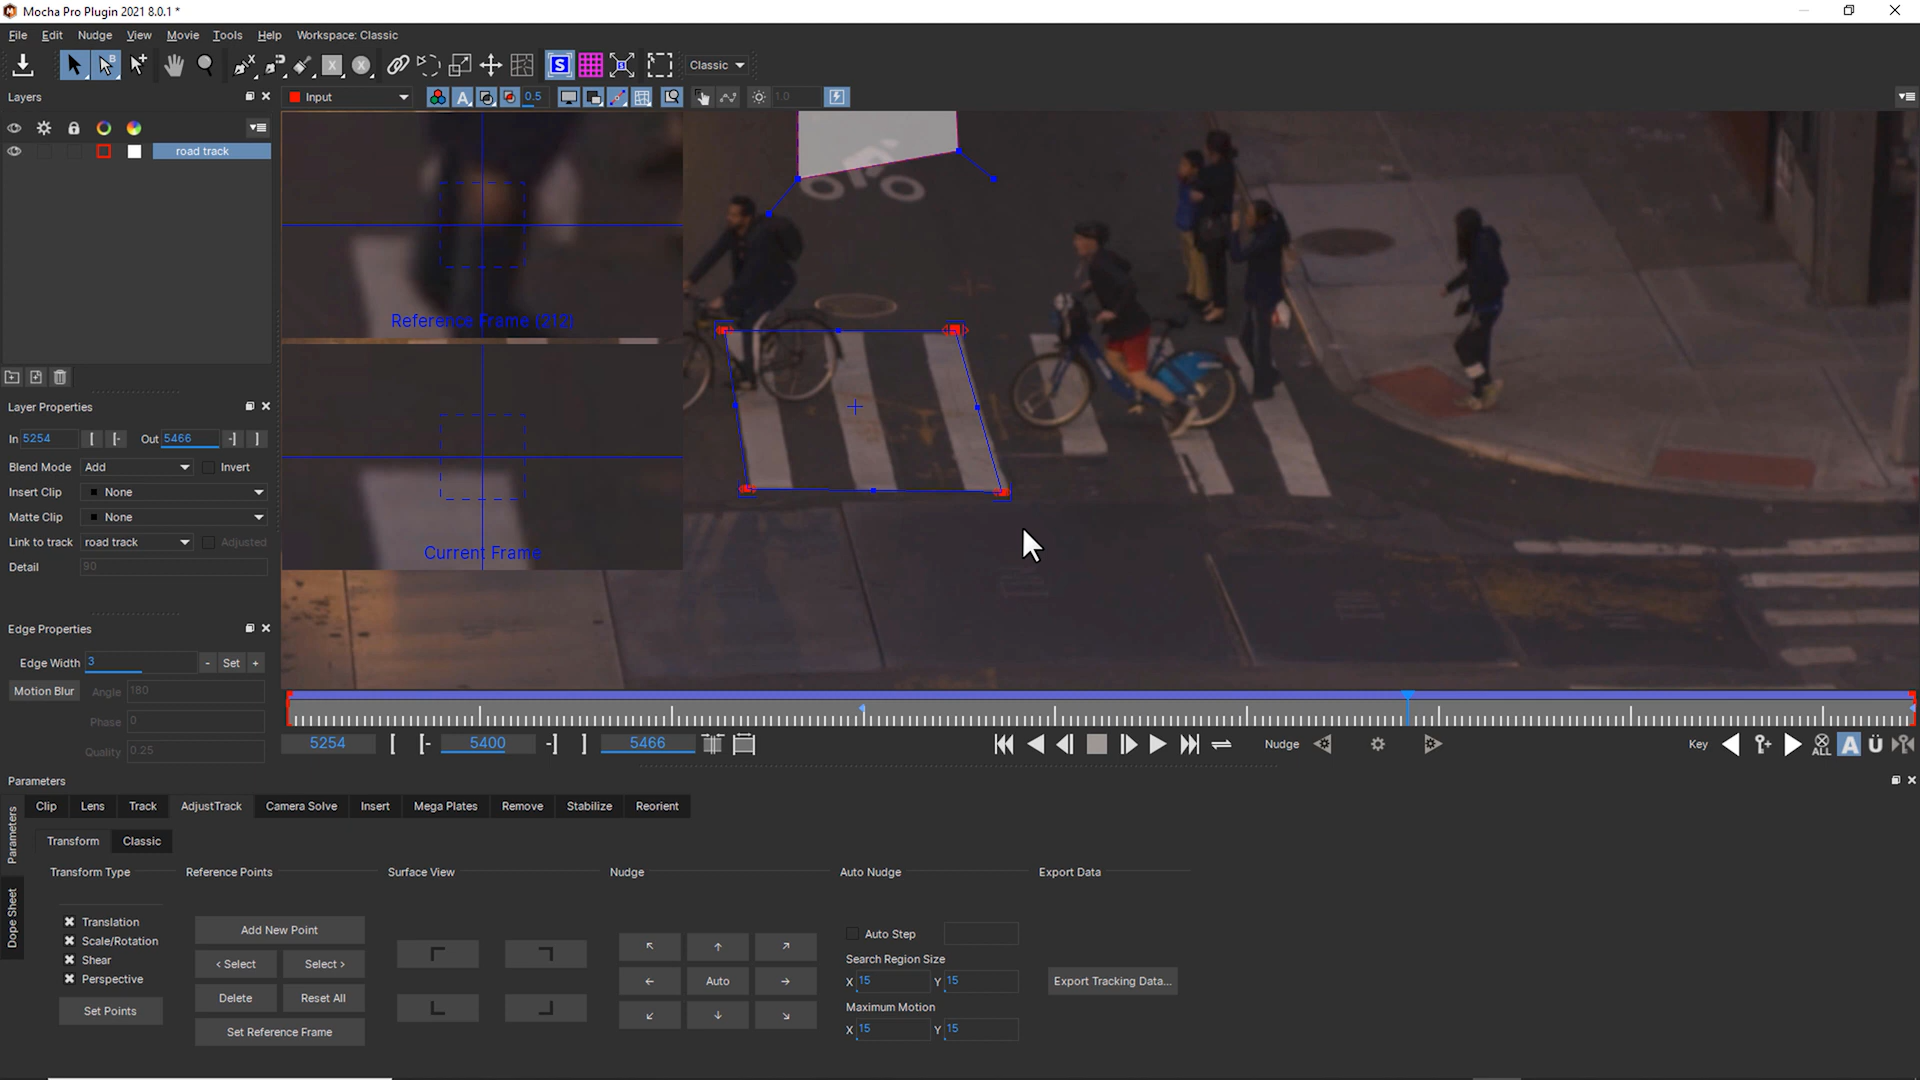 Mocha Pro Plugin 2021 8.0.1 *
File Edit Nudge View Movie Tools Help Workspace: Classic
Classic
Layers
Input
0.5
1.0
road track
Reference Frame (212)
Current Frame
Layer Properties
In 5254 Out 5466
Blend Mode Add Invert
Insert Clip None
Matte Clip None
Link to track road track Adjusted
Detail 90
Edge Properties
Edge Width 3 - Set +
Motion Blur Angle 180
Phase 0
Quality 0.25
5254 5400 5466
Nudge
Key
ALL
A
Ü
Parameters
Parameters
Dope Sheet
Clip Lens Track AdjustTrack Camera Solve Insert Mega Plates Remove Stabilize Reorient
Transform Classic
Transform Type Reference Points Surface View Nudge Auto Nudge Export Data
Translation
Scale/Rotation
Shear
Perspective
Set Points
Add New Point
< Select Select >
Delete Reset All
Set Reference Frame
Auto
Auto Step
Search Region Size
X 15 Y 15
Maximum Motion
X 15 Y 15
Export Tracking Data...